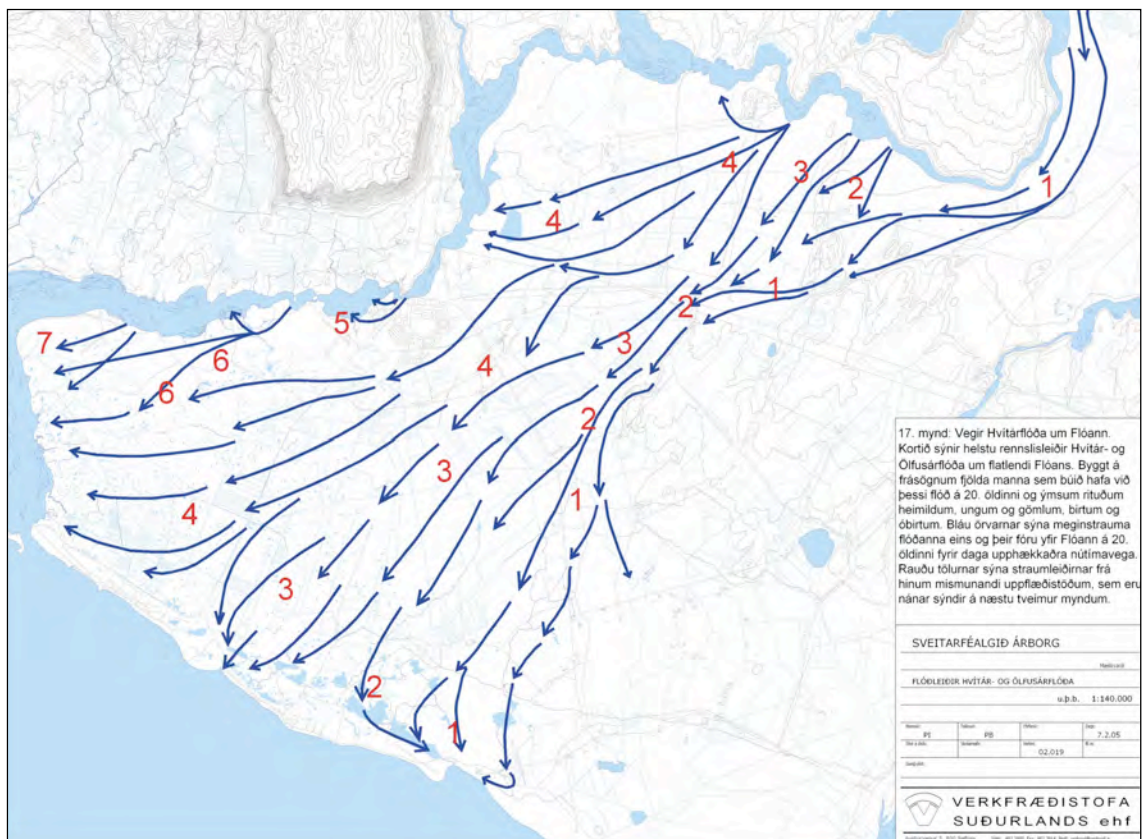 1
2
3
4
4
1
2
3
4
5
6
6
7
2
3
1
4
3
2
1
17. mynd: Vegir Hvítárflóða um Flóann.
Kortið sýnir helstu rennslisleiðir Hvítár- og
Ölfusárflóða um flatlendi Flóans. Byggt á
frásögnum fjölda manna sem búið hafa við
þessi flóð á 20. öldinni og ýmsum rituðum
heimildum, ungum og gömlum, birtum og
óbirtum. Bláu örvarnar sýna meginstrauma
flóðanna eins og þeir fóru yfir Flóann á 20.
öldinni fyrir daga upphækkaðra nútímavega.
Rauðu tölurnar sýna straumleiðirnar frá
hinum mismunandi uppflæðistöðum, sem eru
nánar sýndir á næstu tveimur myndum.
SVEITARFÉALGIÐ ÁRBORG
FLÓÐLEIÐIR HVÍTÁR- OG ÖLFUSÁRFLÓÐA
u.þ.b. 1:140.000
PI PB 7.2.05
02.019
VERKFRÆÐISTOFA
SUÐURLANDS ehf